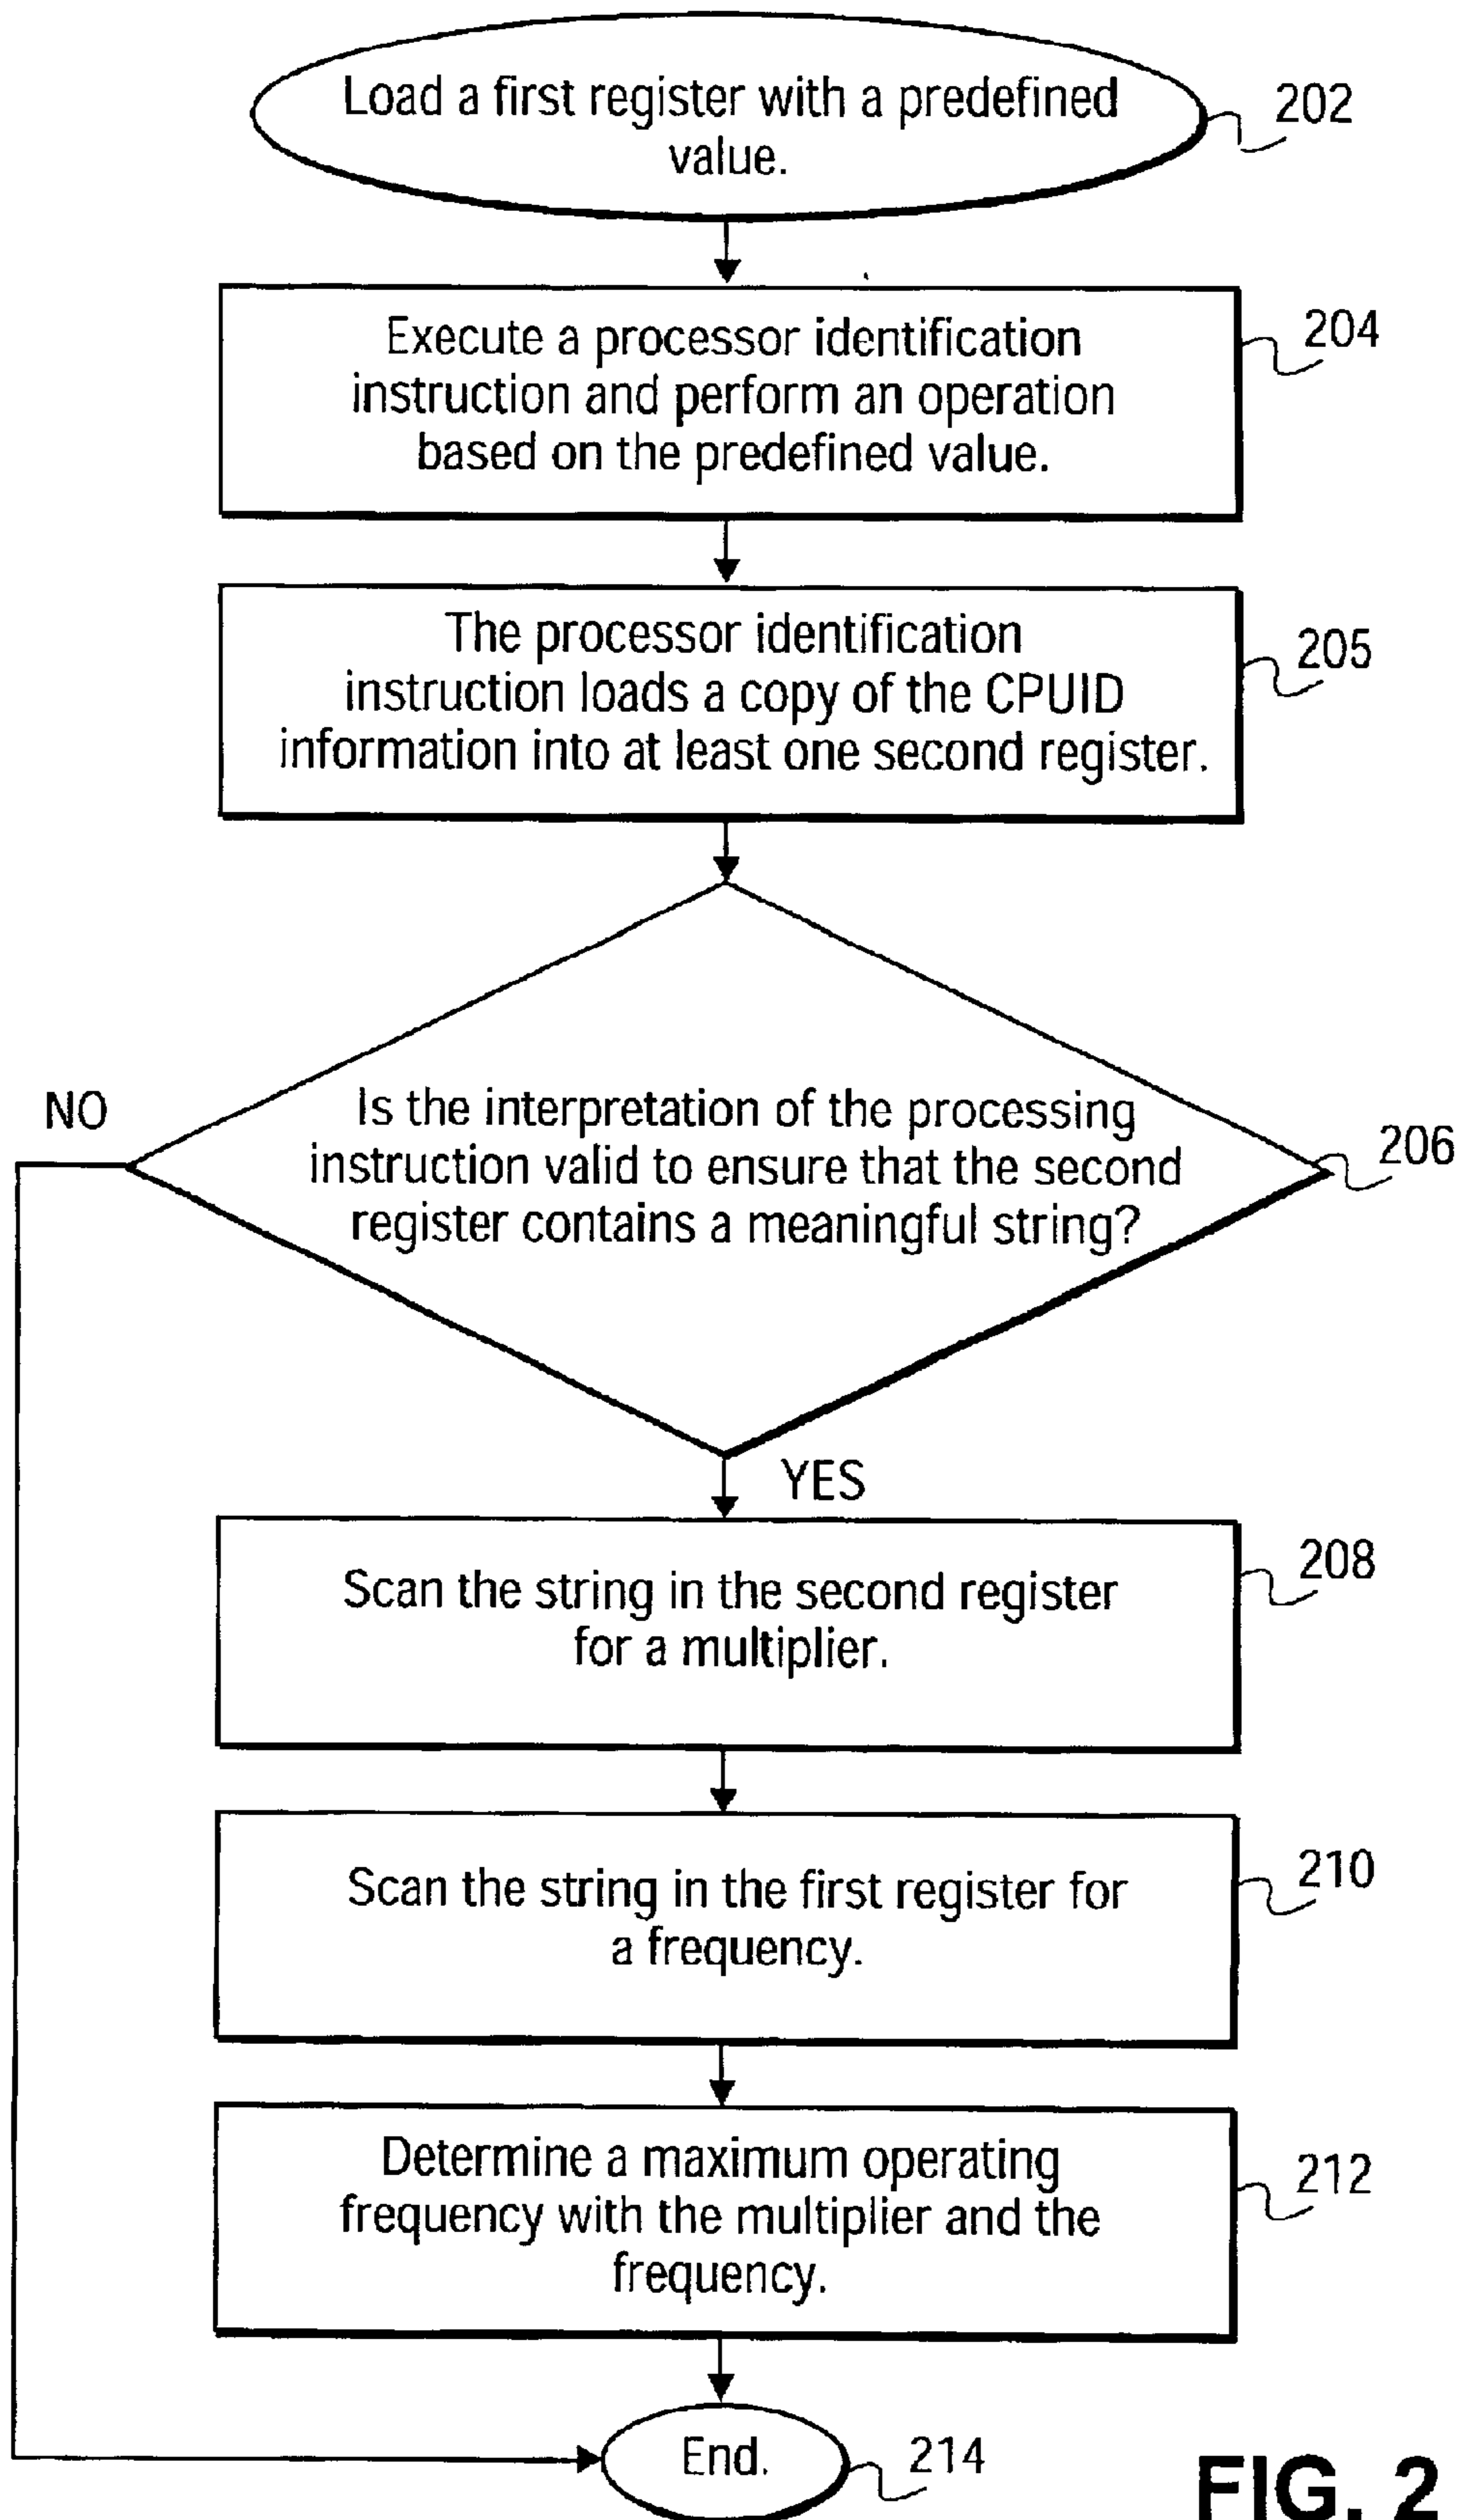 Load a first register with a predefined
value.
202
Execute a processor identification
instruction and perform an operation
based on the predefined value.
204
The processor identification
instruction loads a copy of the CPUID
information into at least one second register.
205
NO
Is the interpretation of the processing
instruction valid to ensure that the second
register contains a meaningful string?
206
YES
Scan the string in the second register
for a multiplier.
208
Scan the string in the first register for
a frequency.
210
Determine a maximum operating
frequency with the multiplier and the
frequency.
212
End.
214
FIG. 2